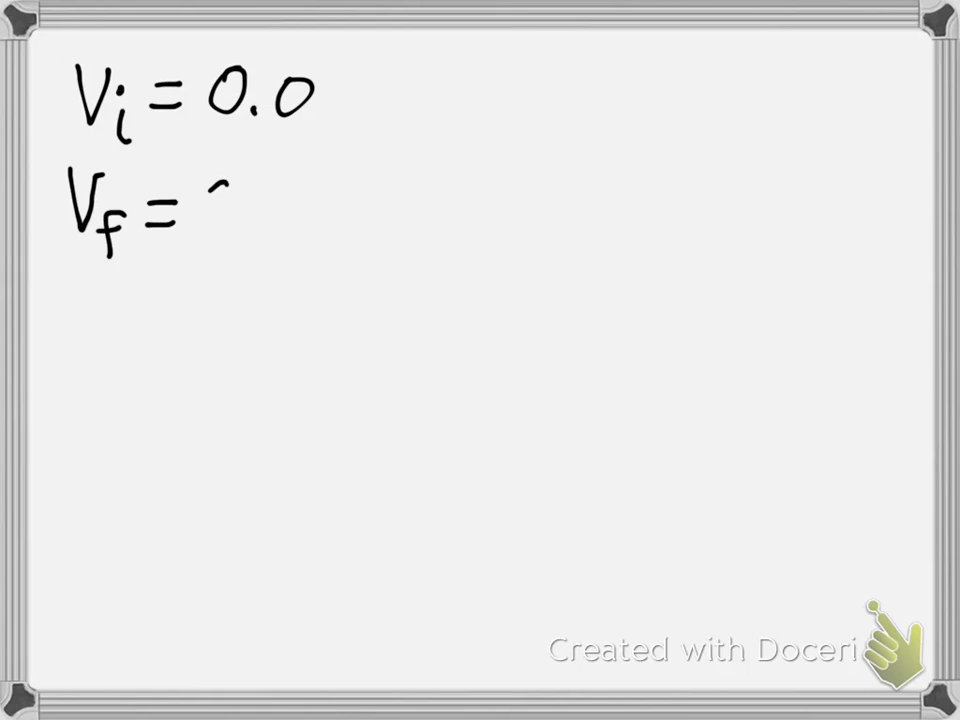 Vi = 0.0
Vf =
Created with Doceri